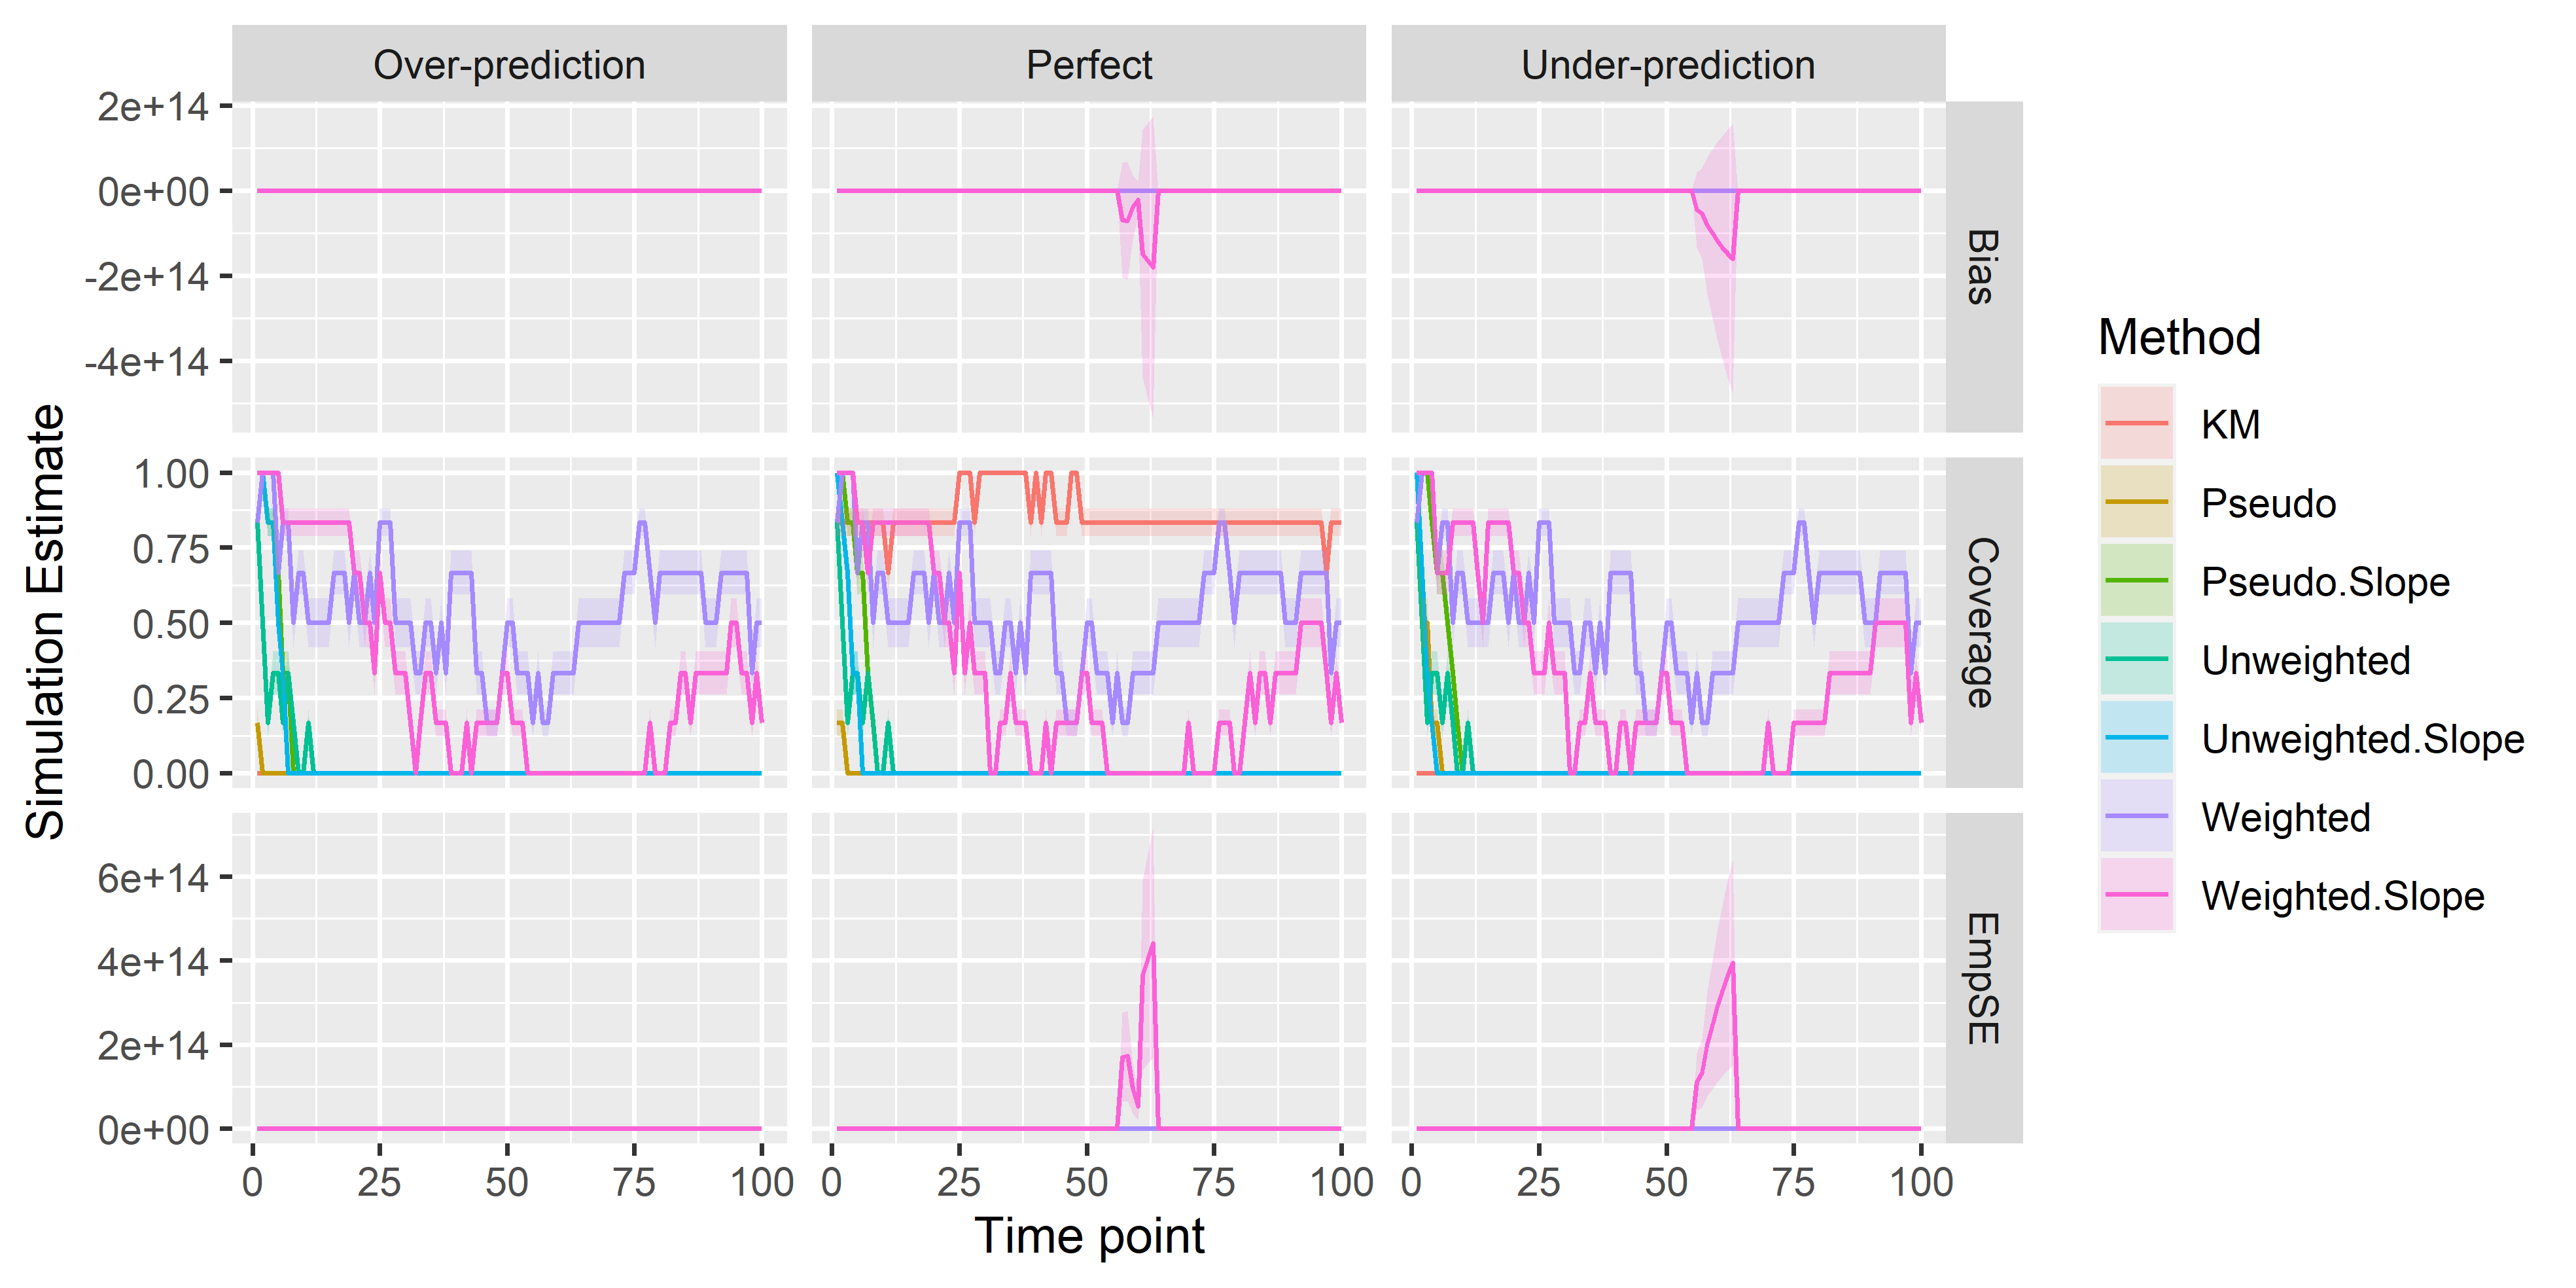 Over-prediction
Perfect
Under-prediction
2e+14
0e+00
-2e+14
-4e+14
Bias
1.00
0.75
0.50
0.25
0.00
Coverage
6e+14
4e+14
2e+14
0e+00
EmpSE
Simulation Estimate
0 25 50 75 100
0 25 50 75 100
0 25 50 75 100
Time point
Method
KM
Pseudo
Pseudo.Slope
Unweighted
Unweighted.Slope
Weighted
Weighted.Slope